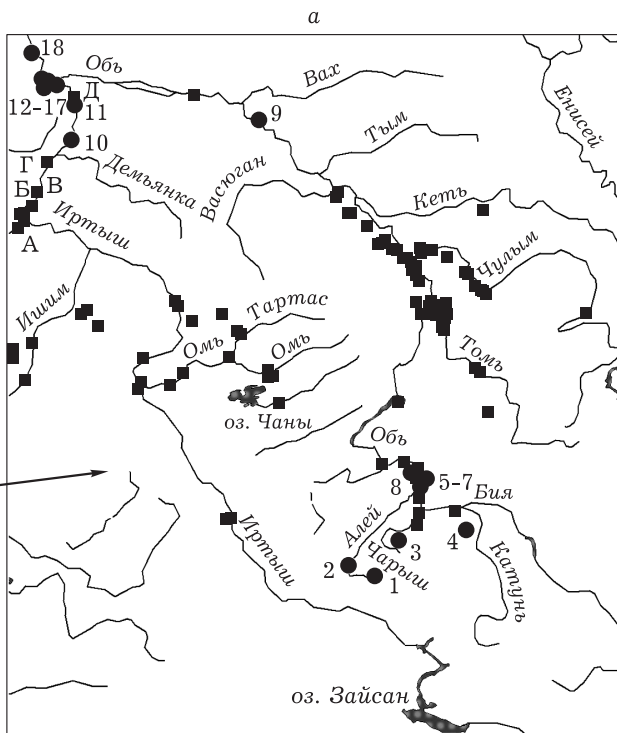 а
18
Обь
Вах
Енисей
12–17
Д
11
9
Тым
10
Г
Демьянка
Васюган
Кеть
Б
В
Иртыш
А
Чулым
Ишим
Тартас
Омь
Омь
Томь
оз. Чаны
Обь
8
5–7
Бия
Алей
Иртыш
3
4
Чарыш
Катунь
2
1
оз. Зайсан